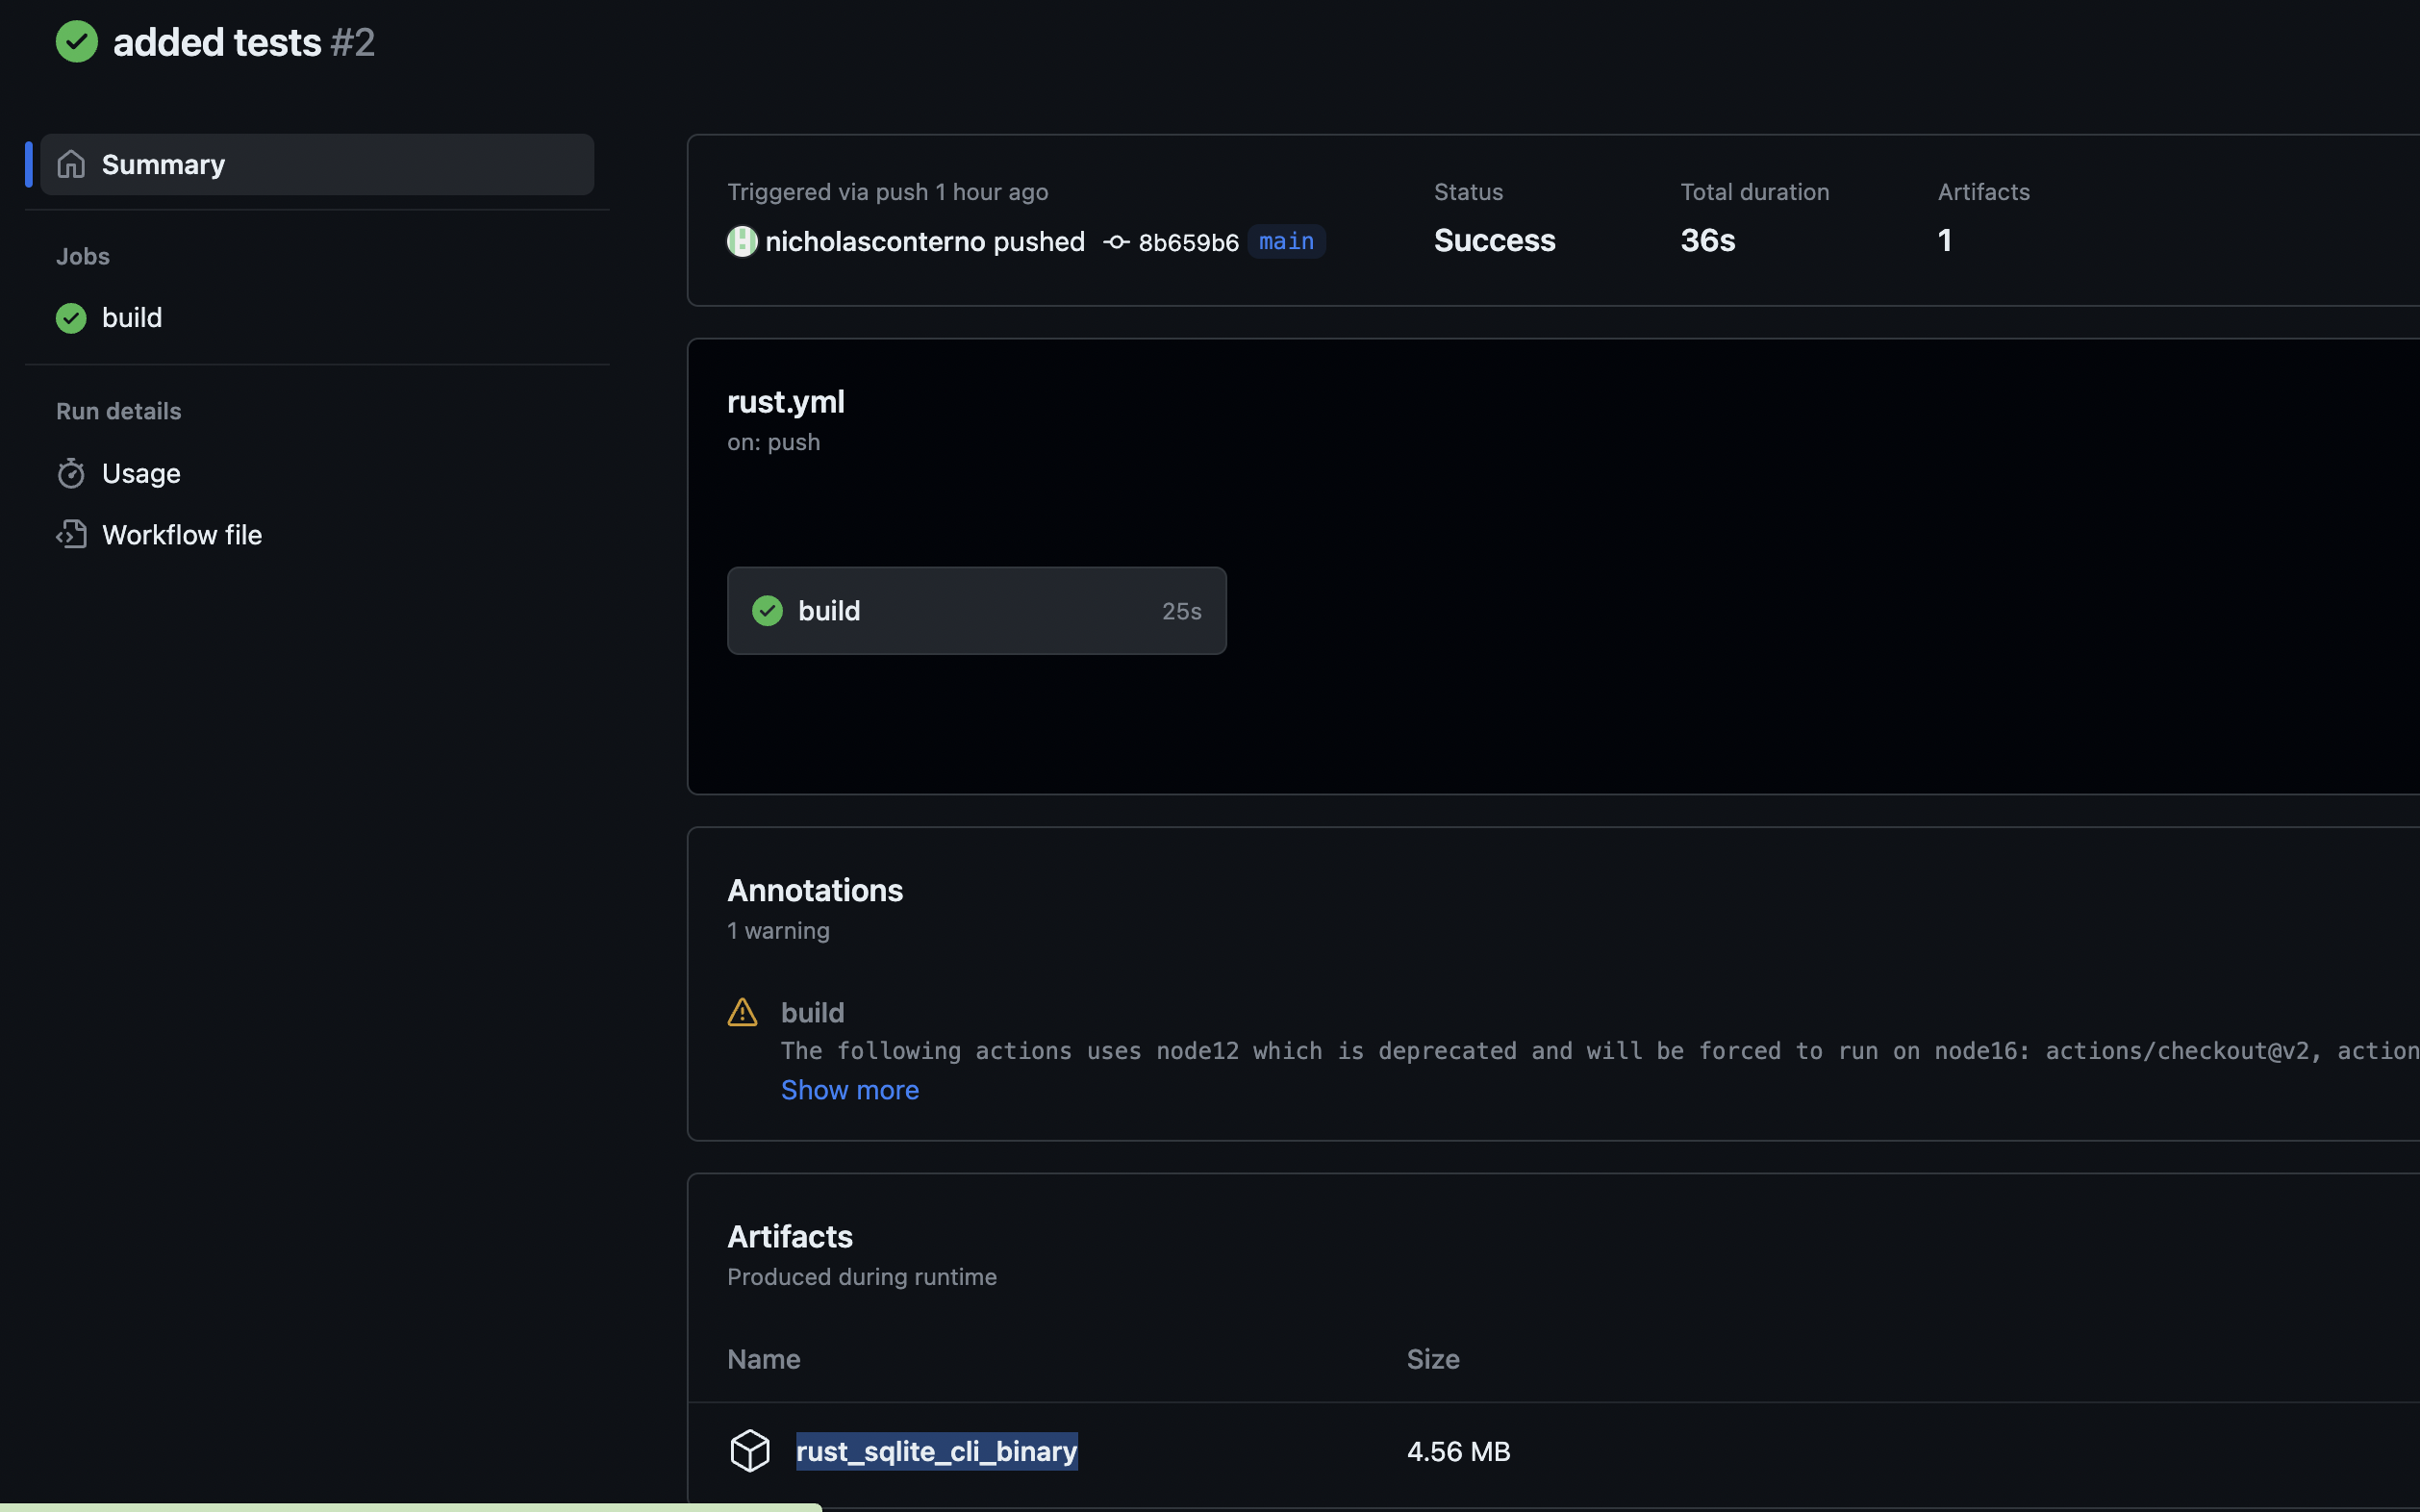 added tests #2
Summary
Jobs
build
Run details
Usage
Workflow file
Triggered via push 1 hour ago
nicholasconterno pushed 8b659b6 main
Status
Success
Total duration
36s
Artifacts
1
rust.yml
on: push
build 25s
Annotations
1 warning
build
The following actions uses node12 which is deprecated and will be forced to run on node16: actions/checkout@v2, action
Show more
Artifacts
Produced during runtime
Name Size
rust_sqlite_cli_binary 4.56 MB